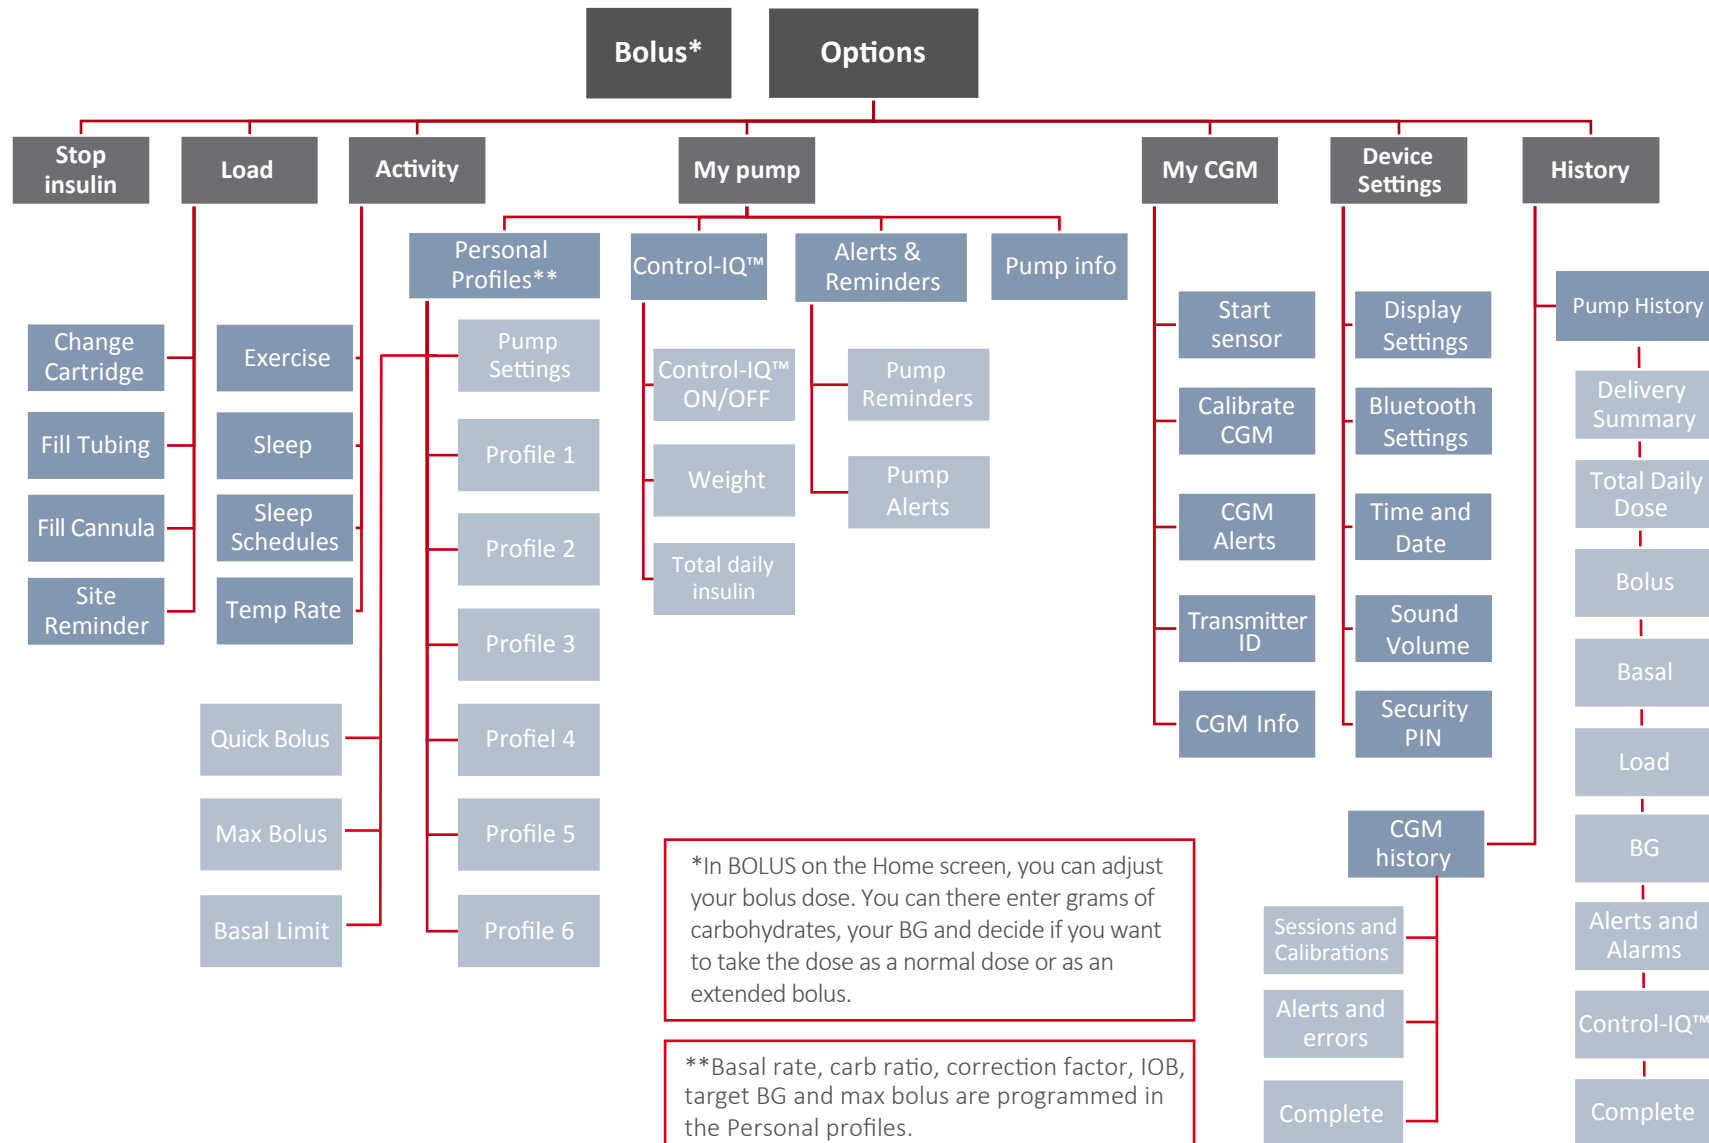 Bolus*
Options
Stop
insulin
Load
Activity
My pump
My CGM
Device
Settings
History
Change
Cartridge
Fill Tubing
Fill Cannula
Site
Reminder
Exercise
Sleep
Sleep
Schedules
Temp Rate
Personal
Profiles**
Pump
Settings
Quick Bolus
Max Bolus
Basal Limit
Profile 1
Profile 2
Profile 3
Profiel 4
Profile 5
Profile 6
Control-IQ™
Control-IQ™
ON/OFF
Weight
Total daily
insulin
Alerts &
Reminders
Pump
Reminders
Pump
Alerts
Pump info
Start
sensor
Calibrate
CGM
CGM
Alerts
Transmitter
ID
CGM Info
Display
Settings
Bluetooth
Settings
Time and
Date
Sound
Volume
Security
PIN
Pump History
Delivery
Summary
Total Daily
Dose
Bolus
Basal
Load
BG
Alerts and
Alarms
Control-IQ™
Complete
CGM
history
Sessions and
Calibrations
Alerts and
errors
Complete
*In BOLUS on the Home screen, you can adjust
your bolus dose. You can there enter grams of
carbohydrates, your BG and decide if you want
to take the dose as a normal dose or as an
extended bolus.
**Basal rate, carb ratio, correction factor, IOB,
target BG and max bolus are programmed in
the Personal profiles.